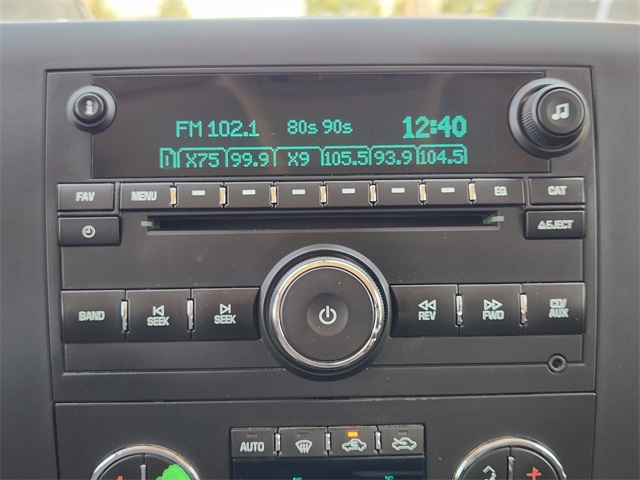 FM 102.1 80s 90s 12:40
1 X75 99.9 X9 105.5 93.9 104.5
FAV MENU EQ CAT
EJECT
BAND SEEK SEEK REV FWD CD/AUX
AUTO